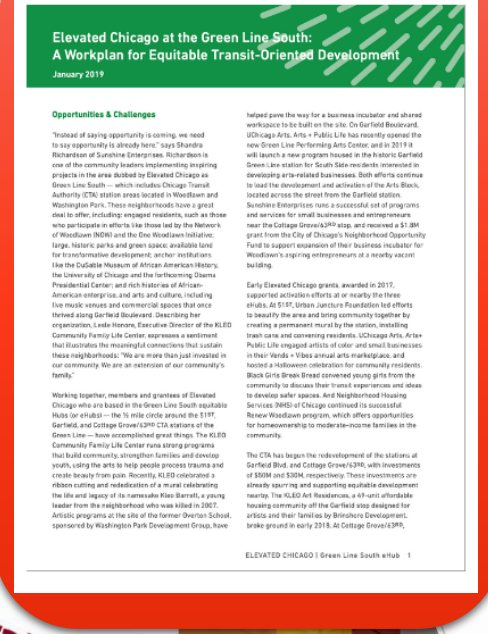 Elevated Chicago at the Green Line South:
A Workplan for Equitable Transit-Oriented Development
January 2019
Opportunities & Challenges
"Instead of saying opportunity is coming, we need
to say opportunity is already here," says Shandra
Richardson of Sunshine Enterprises. Richardson is
one of the community leaders implementing inspiring
projects in the area dubbed by Elevated Chicago as
Green Line South — which includes Chicago Transit
Authority (CTA) station areas located in Woodlawn and
Washington Park. These neighborhoods have a great
deal to offer, including: engaged residents, such as those
who participate in efforts like those led by the Network
of Woodlawn (NOW) and the One Woodlawn Initiative;
large, historic parks and green space; available land
for transformative development; anchor institutions
like the DuSable Museum of African American History,
the University of Chicago and the forthcoming Obama
Presidential Center; and rich histories of African-
American enterprise, and arts and culture, including
live music venues and commercial spaces that once
thrived along Garfield Boulevard. Describing her
organization, Leslé Honoré, Executive Director of the KLEO
Community Family Life Center, expresses a sentiment
that illustrates the meaningful connections that sustain
these neighborhoods: "We are more than just invested in
our community. We are an extension of our community's
family."
Working together, members and grantees of Elevated
Chicago who are based in the Green Line South equitable
Hubs (or eHubs) — the ½ mile circle around the 51ST,
Garfield, and Cottage Grove/63RD CTA stations of the
Green Line — have accomplished great things. The KLEO
Community Family Life Center runs strong programs
that build community, strengthen families and develop
youth, using the arts to help people process trauma and
create beauty from pain. Recently, KLEO celebrated a
ribbon cutting and rededication of a mural celebrating
the life and legacy of its namesake Kleo Barrett, a young
leader from the neighborhood who was killed in 2007.
Artistic programs at the site of the former Overton School,
sponsored by Washington Park Development Group, have
helped pave the way for a business incubator and shared
workspace to be built on the site. On Garfield Boulevard,
UChicago Arts, Arts + Public Life has recently opened the
new Green Line Performing Arts Center, and in 2019 it
will launch a new program housed in the historic Garfield
Green Line station for South Side residents interested in
developing arts-related businesses. Both efforts continue
to lead the development and activation of the Arts Block,
located across the street from the Garfield station.
Sunshine Enterprises runs a successful set of programs
and services for small businesses and entrepreneurs
near the Cottage Grove/63RD stop, and received a $1.8M
grant from the City of Chicago's Neighborhood Opportunity
Fund to support expansion of their business incubator for
Woodlawn's aspiring entrepreneurs at a nearby vacant
building.
Early Elevated Chicago grants, awarded in 2017,
supported activation efforts at or nearby the three
eHubs. At 51ST, Urban Juncture Foundation led efforts
to beautify the area and bring community together by
creating a permanent mural by the station, installing
trash cans and convening residents. UChicago Arts, Arts+
Public Life engaged artists of color and small businesses
in their Vends + Vibes annual arts marketplace, and
hosted a Halloween celebration for community residents.
Black Girls Break Bread convened young girls from the
community to discuss their transit experiences and ideas
to develop safer spaces. And Neighborhood Housing
Services (NHS) of Chicago continued its successful
Renew Woodlawn program, which offers opportunities
for homeownership to moderate-income families in the
community.
The CTA has begun the redevelopment of the stations at
Garfield Blvd. and Cottage Grove/63RD, with investments
of $50M and $30M, respectively. These investments are
already spurring and supporting equitable development
nearby. The KLEO Art Residences, a 49-unit affordable
housing community off the Garfield stop designed for
artists and their families by Brinshore Development,
broke ground in early 2018. At Cottage Grove/63RD,
ELEVATED CHICAGO | Green Line South eHub 1